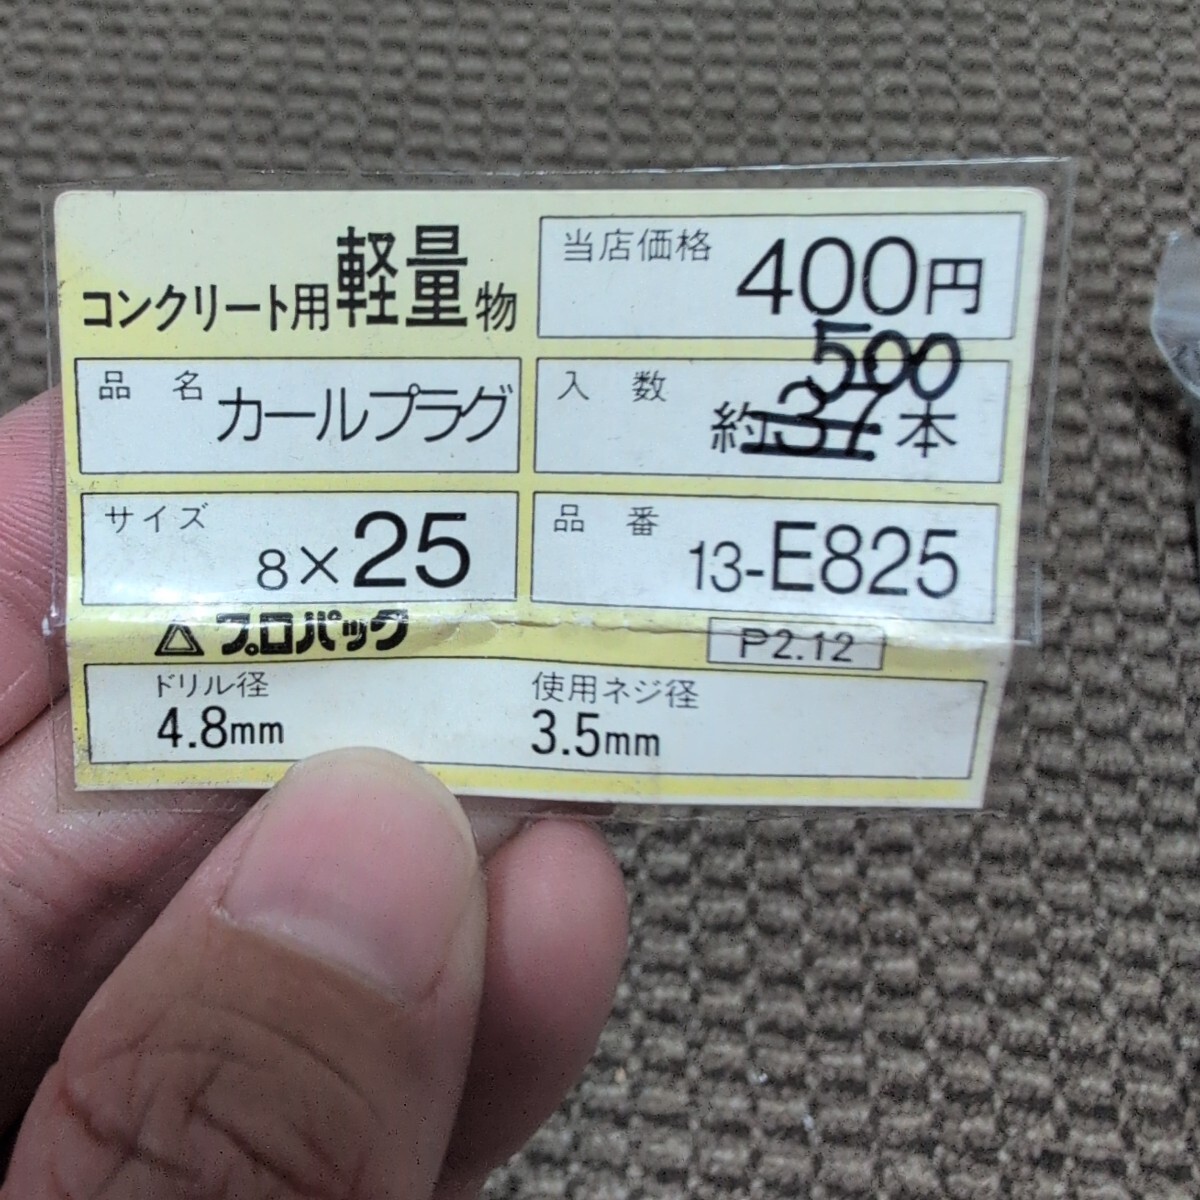 コンクリート用軽量物
当店価格 400円
品名 カールプラグ
入数 約37本
500
サイズ 8×25
品番 13-E825
プロパック
P2.12
ドリル径 使用ネジ径
4.8mm 3.5mm